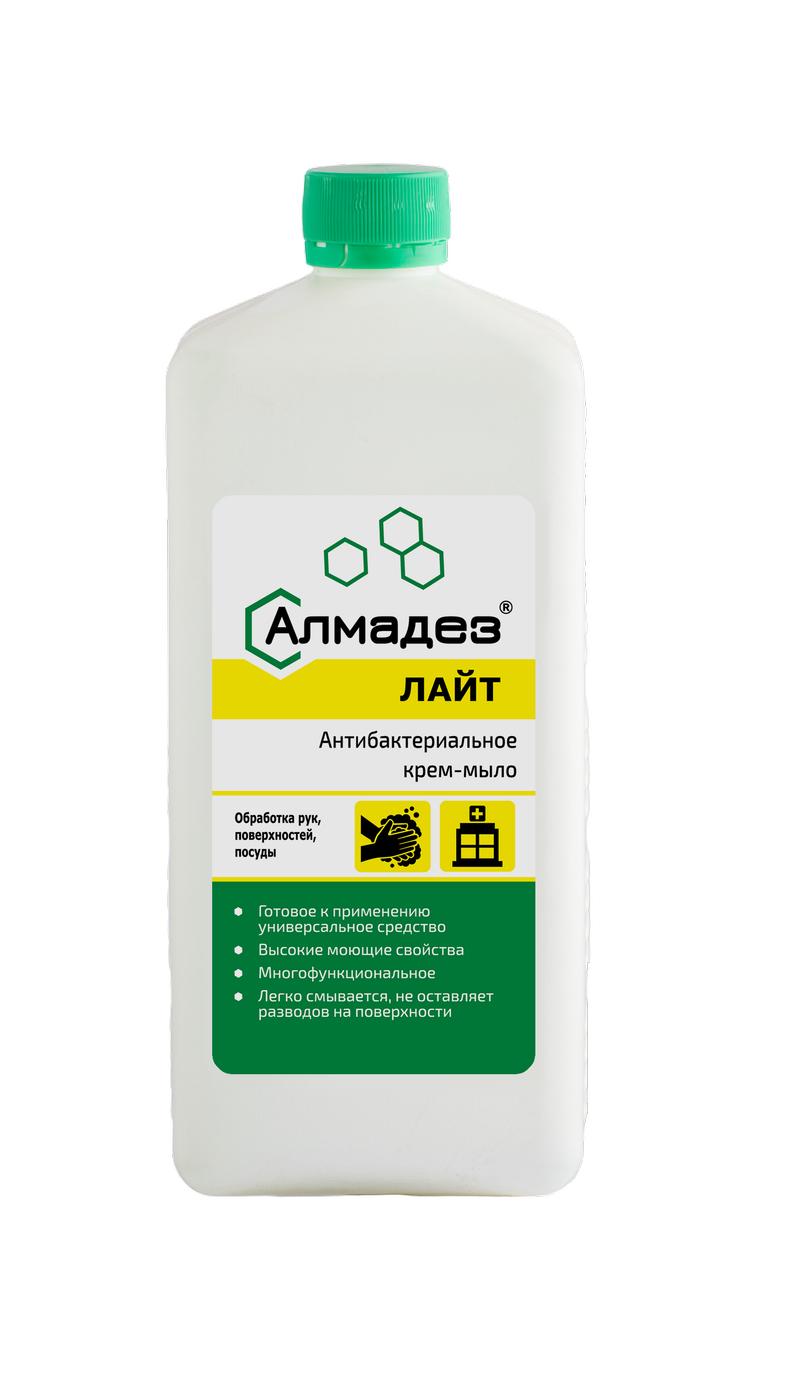 Алмадез®
ЛАЙТ
Антибактериальное
крем-мыло
Обработка рук,
поверхностей,
посуды
Готовое к применению
универсальное средство
Высокие моющие свойства
Многофункциональное
Легко смывается, не оставляет
разводов на поверхности